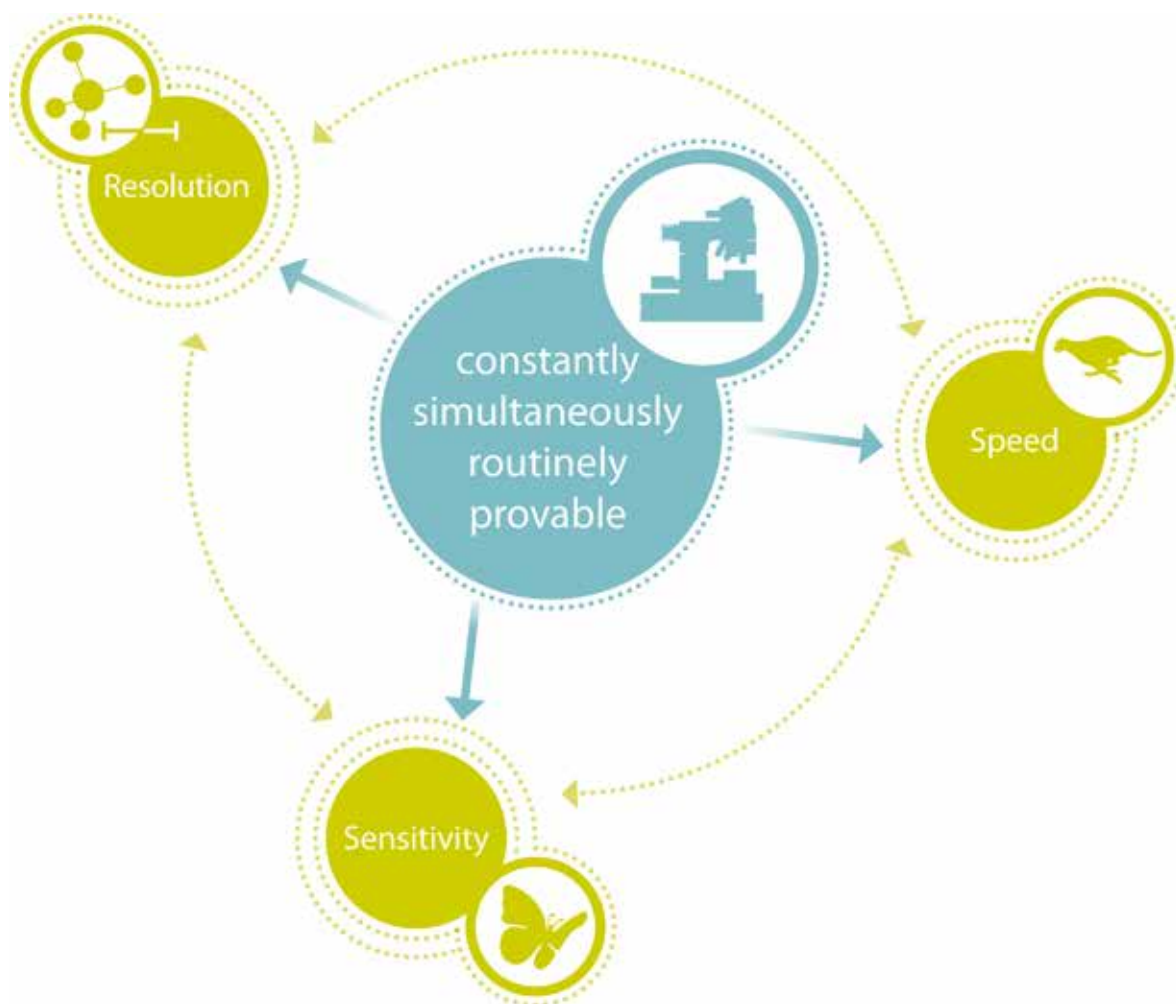 Resolution
constantly
simultaneously
routinely
provable
Speed
Sensitivity